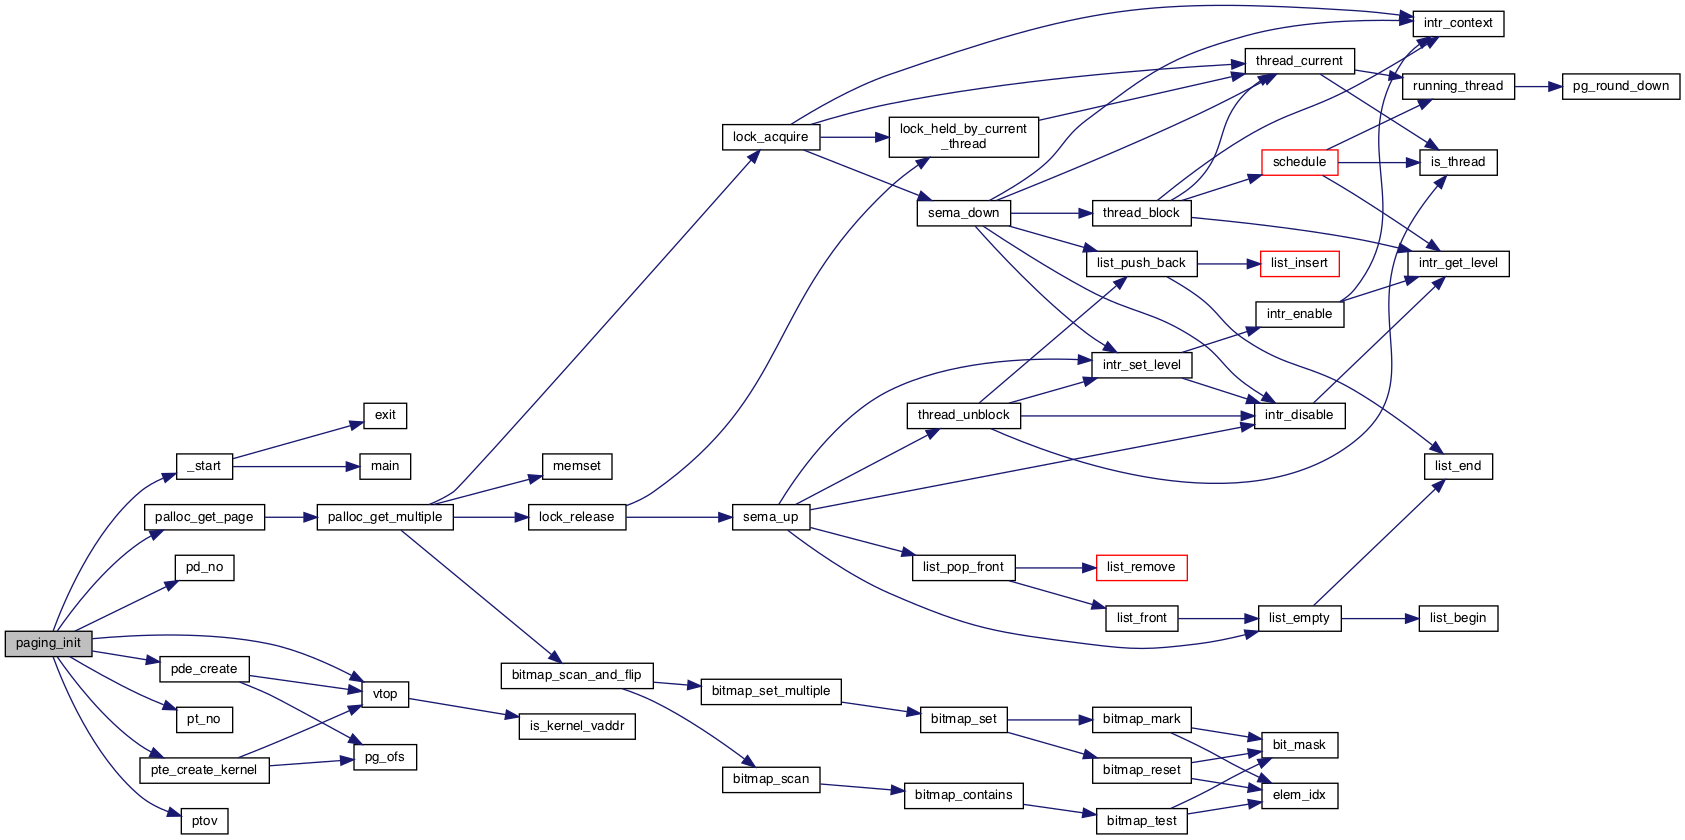 intr_context
thread_current
running_thread
pg_round_down
lock_acquire
lock_held_by_current
_thread
schedule
is_thread
sema_down
thread_block
list_push_back
list_insert
intr_get_level
intr_enable
intr_set_level
exit
thread_unblock
intr_disable
_start
main
memset
list_end
palloc_get_page
palloc_get_multiple
lock_release
sema_up
pd_no
list_pop_front
list_remove
list_front
list_empty
list_begin
paging_init
pde_create
bitmap_scan_and_flip
vtop
bitmap_set_multiple
pt_no
is_kernel_vaddr
bitmap_set
bitmap_mark
bit_mask
pg_ofs
pte_create_kernel
bitmap_reset
bitmap_scan
bitmap_contains
elem_idx
ptov
bitmap_test